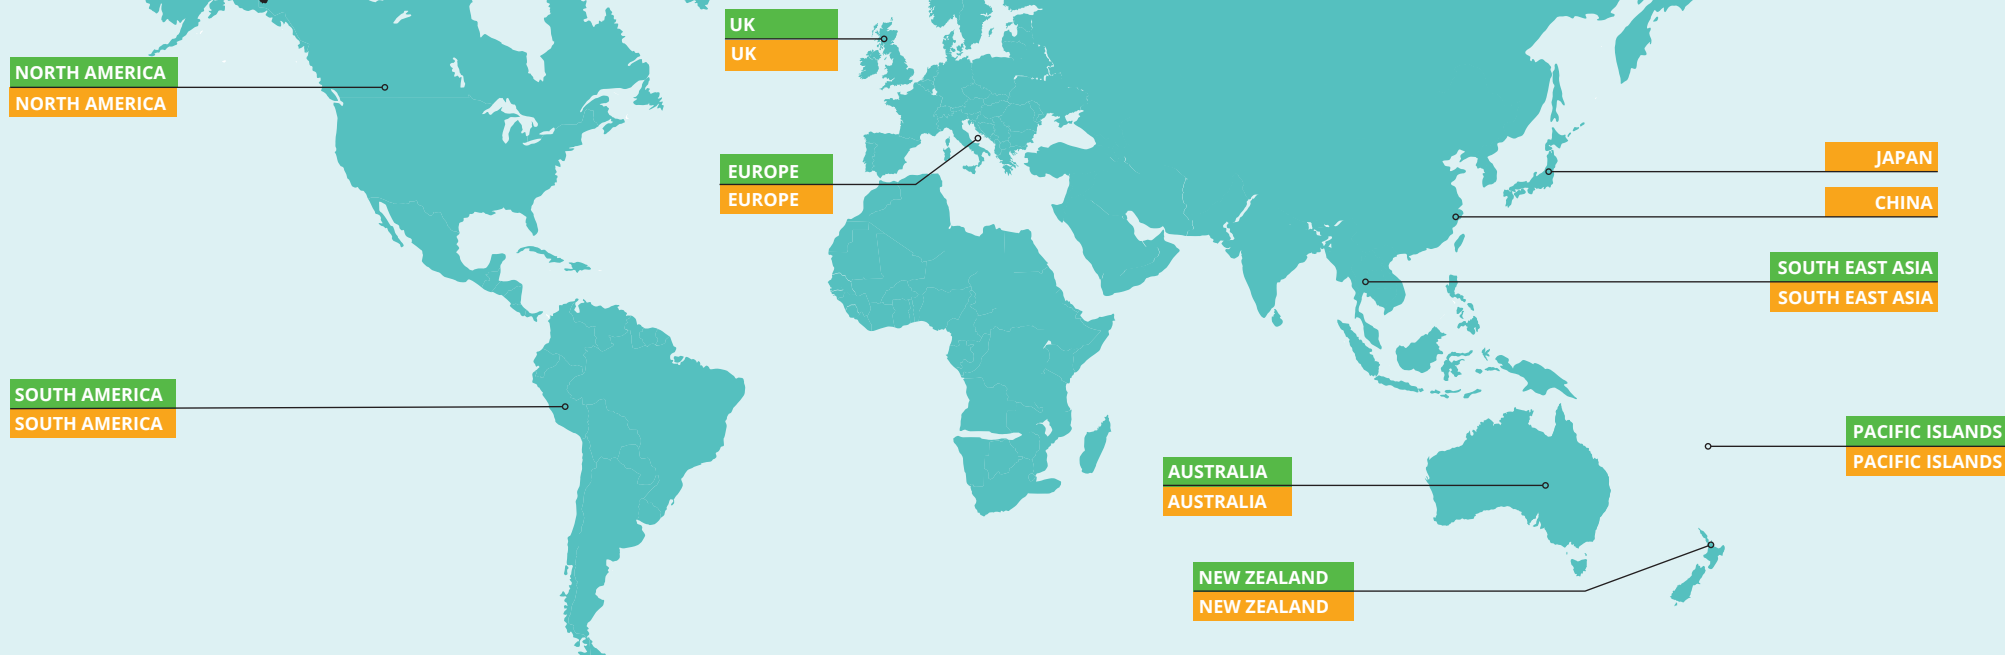 UK
UK
NORTH AMERICA
NORTH AMERICA
EUROPE
EUROPE
JAPAN
CHINA
SOUTH EAST ASIA
SOUTH EAST ASIA
SOUTH AMERICA
SOUTH AMERICA
PACIFIC ISLANDS
PACIFIC ISLANDS
AUSTRALIA
AUSTRALIA
NEW ZEALAND
NEW ZEALAND